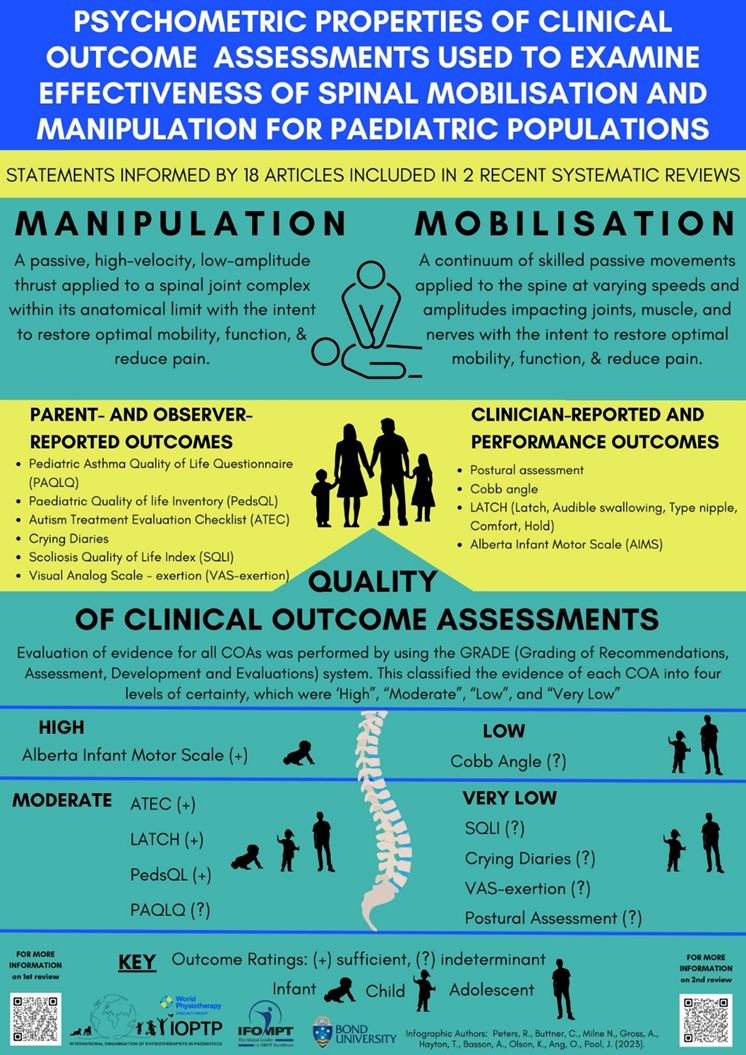 PSYCHOMETRIC PROPERTIES OF CLINICAL
OUTCOME ASSESSMENTS USED TO EXAMINE
EFFECTIVENESS OF SPINAL MOBILISATION AND
MANIPULATION FOR PAEDIATRIC POPULATIONS
STATEMENTS INFORMED BY 18 ARTICLES INCLUDED IN 2 RECENT SYSTEMATIC REVIEWS
MANIPULATION
A passive, high-velocity, low-amplitude
thrust applied to a spinal joint complex
within its anatomical limit with the intent
to restore optimal mobility, function, &
reduce pain.
MOBILISATION
A continuum of skilled passive movements
applied to the spine at varying speeds and
amplitudes impacting joints, muscle, and
nerves with the intent to restore optimal
mobility, function, & reduce pain.
PARENT- AND OBSERVER-
REPORTED OUTCOMES
• Pediatric Asthma Quality of Life Questionnaire
(PAQLQ)
• Paediatric Quality of life Inventory (PedsQL)
• Autism Treatment Evaluation Checklist (ATEC)
• Crying Diaries
• Scoliosis Quality of Life Index (SQLI)
• Visual Analog Scale - exertion (VAS-exertion)
CLINICIAN-REPORTED AND
PERFORMANCE OUTCOMES
• Postural assessment
• Cobb angle
• LATCH (Latch, Audible swallowing, Type nipple,
Comfort, Hold)
• Alberta Infant Motor Scale (AIMS)
QUALITY
OF CLINICAL OUTCOME ASSESSMENTS
Evaluation of evidence for all COAs was performed by using the GRADE (Grading of Recommendations,
Assessment, Development and Evaluations) system. This classified the evidence of each COA into four
levels of certainty, which were ‘High”, “Moderate”, “Low”, and “Very Low”
HIGH
Alberta Infant Motor Scale (+)
LOW
Cobb Angle (?)
MODERATE
ATEC (+)
LATCH (+)
PedsQL (+)
PAQLQ (?)
VERY LOW
SQLI (?)
Crying Diaries (?)
VAS-exertion (?)
Postural Assessment (?)
FOR MORE
INFORMATION
on 1st review
KEY
Outcome Ratings: (+) sufficient, (?) indeterminant
Infant
Child
Adolescent
FOR MORE
INFORMATION
on 2nd review
World
Physiotherapy
IOPTP
INTERNATIONAL ORGANISATION OF PHYSIOTHERAPISTS IN PAEDIATRICS
IFOMPT
The Global Leader
in OMPT Excellence
BOND
UNIVERSITY
Infographic Authors: Peters, R., Buttner, C., Milne N., Gross, A.,
Hayton, T., Basson, A., Olson, K., Ang, O., Pool, J. (2023).